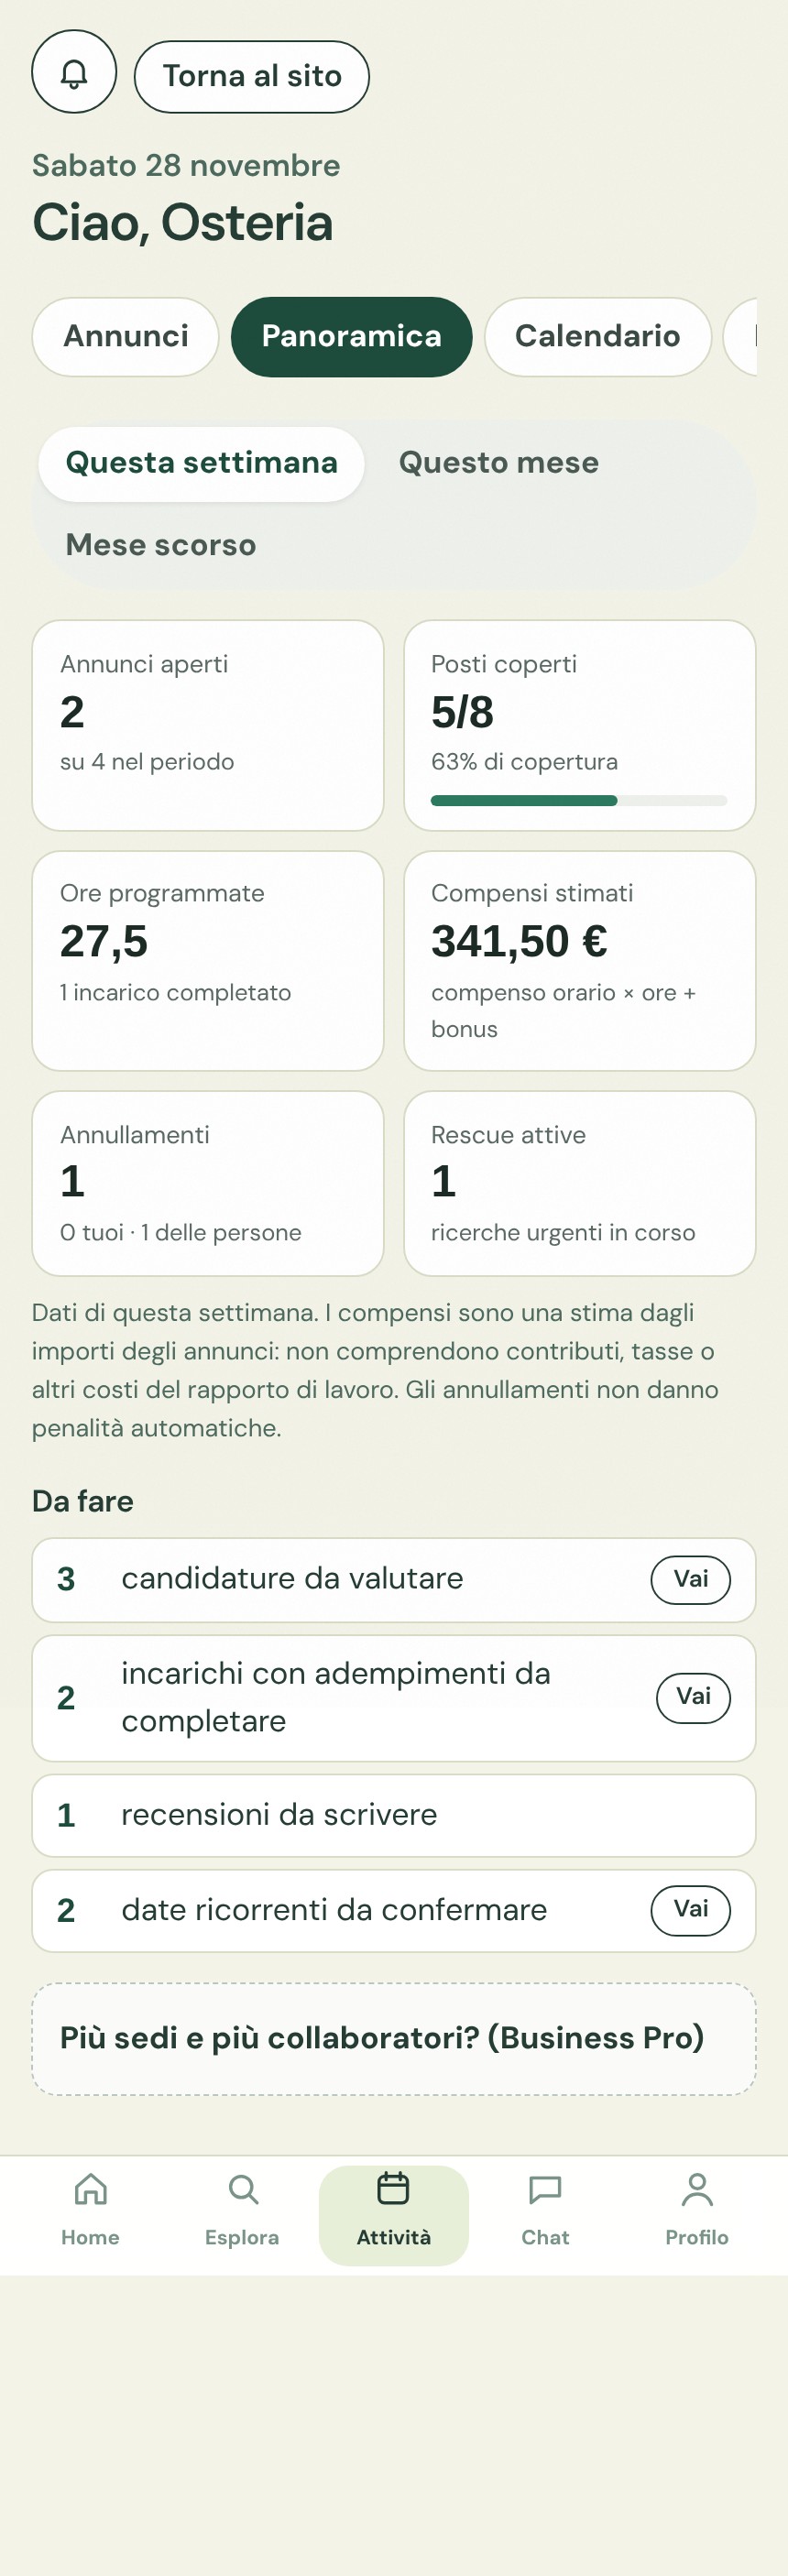 Torna al sito
Sabato 28 novembre
Ciao, Osteria
Annunci
Panoramica
Calendario
Questa settimana
Questo mese
Mese scorso
Annunci aperti
2
su 4 nel periodo
Posti coperti
5/8
63% di copertura
Ore programmate
27,5
1 incarico completato
Compensi stimati
341,50 €
compenso orario × ore +
bonus
Annullamenti
1
0 tuoi · 1 delle persone
Rescue attive
1
ricerche urgenti in corso
Dati di questa settimana. I compensi sono una stima dagli
importi degli annunci: non comprendono contributi, tasse o
altri costi del rapporto di lavoro. Gli annullamenti non danno
penalità automatiche.
Da fare
3 candidature da valutare Vai
2 incarichi con adempimenti da
completare Vai
1 recensioni da scrivere
2 date ricorrenti da confermare Vai
Più sedi e più collaboratori? (Business Pro)
Home
Esplora
Attività
Chat
Profilo